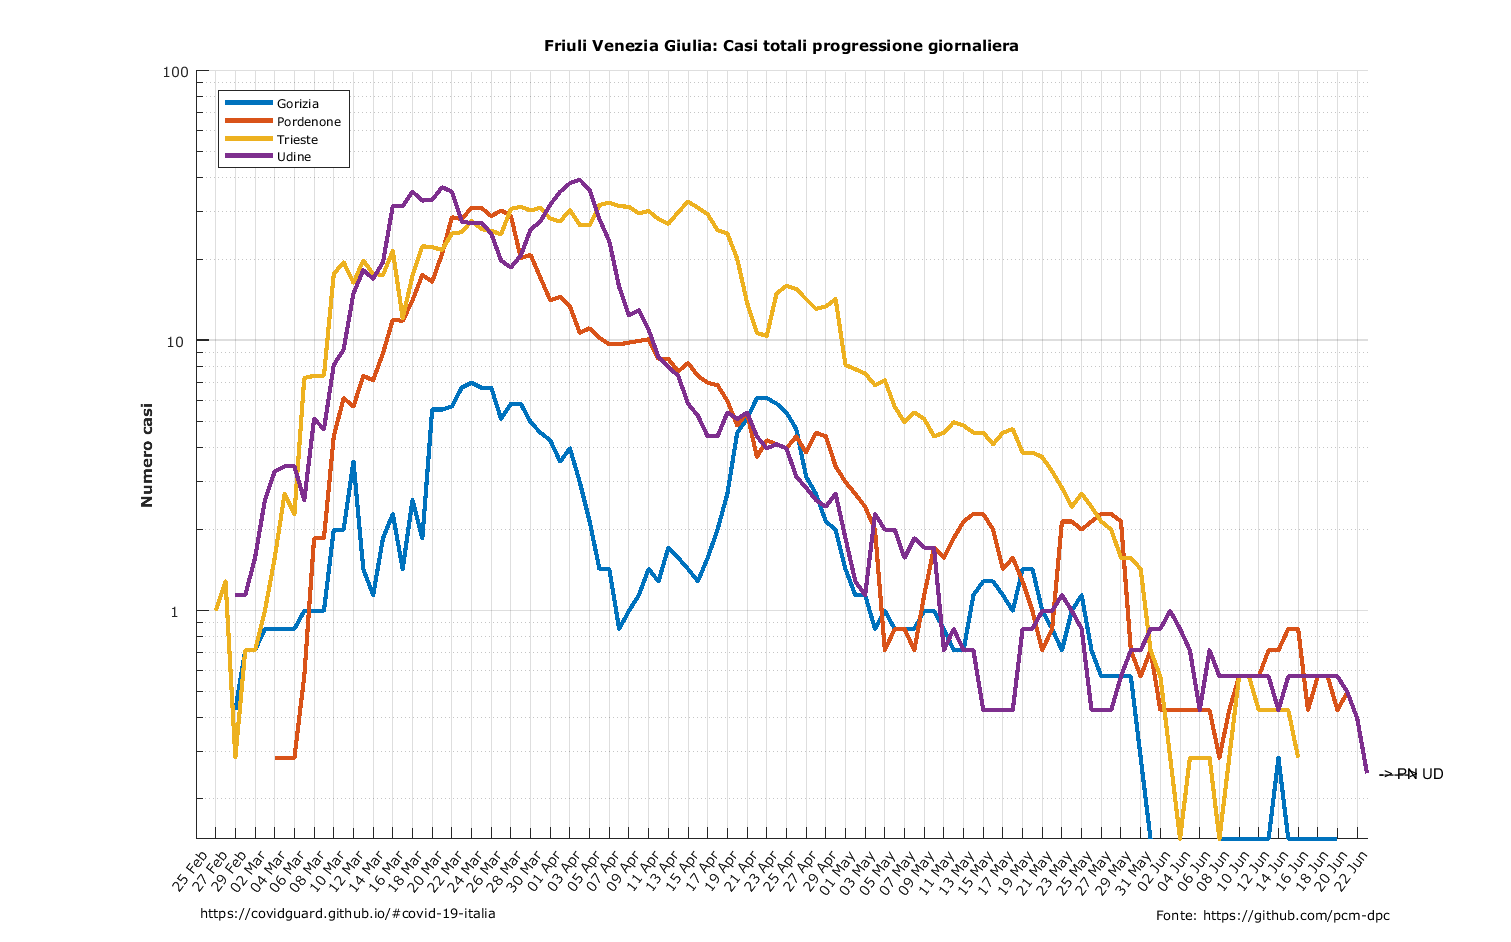 Friuli Venezia Giulia: Casi totali progressione giornaliera
100
10
1
Numero casi
Gorizia
Pordenone
Trieste
Udine
-> PN UD
25 Feb
27 Feb
29 Feb
02 Mar
04 Mar
06 Mar
08 Mar
10 Mar
12 Mar
14 Mar
16 Mar
18 Mar
20 Mar
22 Mar
24 Mar
26 Mar
28 Mar
30 Mar
01 Apr
03 Apr
05 Apr
07 Apr
09 Apr
11 Apr
13 Apr
15 Apr
17 Apr
19 Apr
21 Apr
23 Apr
25 Apr
27 Apr
29 Apr
01 May
03 May
05 May
07 May
09 May
11 May
13 May
15 May
17 May
19 May
21 May
23 May
25 May
27 May
29 May
31 May
02 Jun
04 Jun
06 Jun
08 Jun
10 Jun
12 Jun
14 Jun
16 Jun
18 Jun
20 Jun
22 Jun
https://covidguard.github.io/#covid-19-italia
Fonte: https://github.com/pcm-dpc